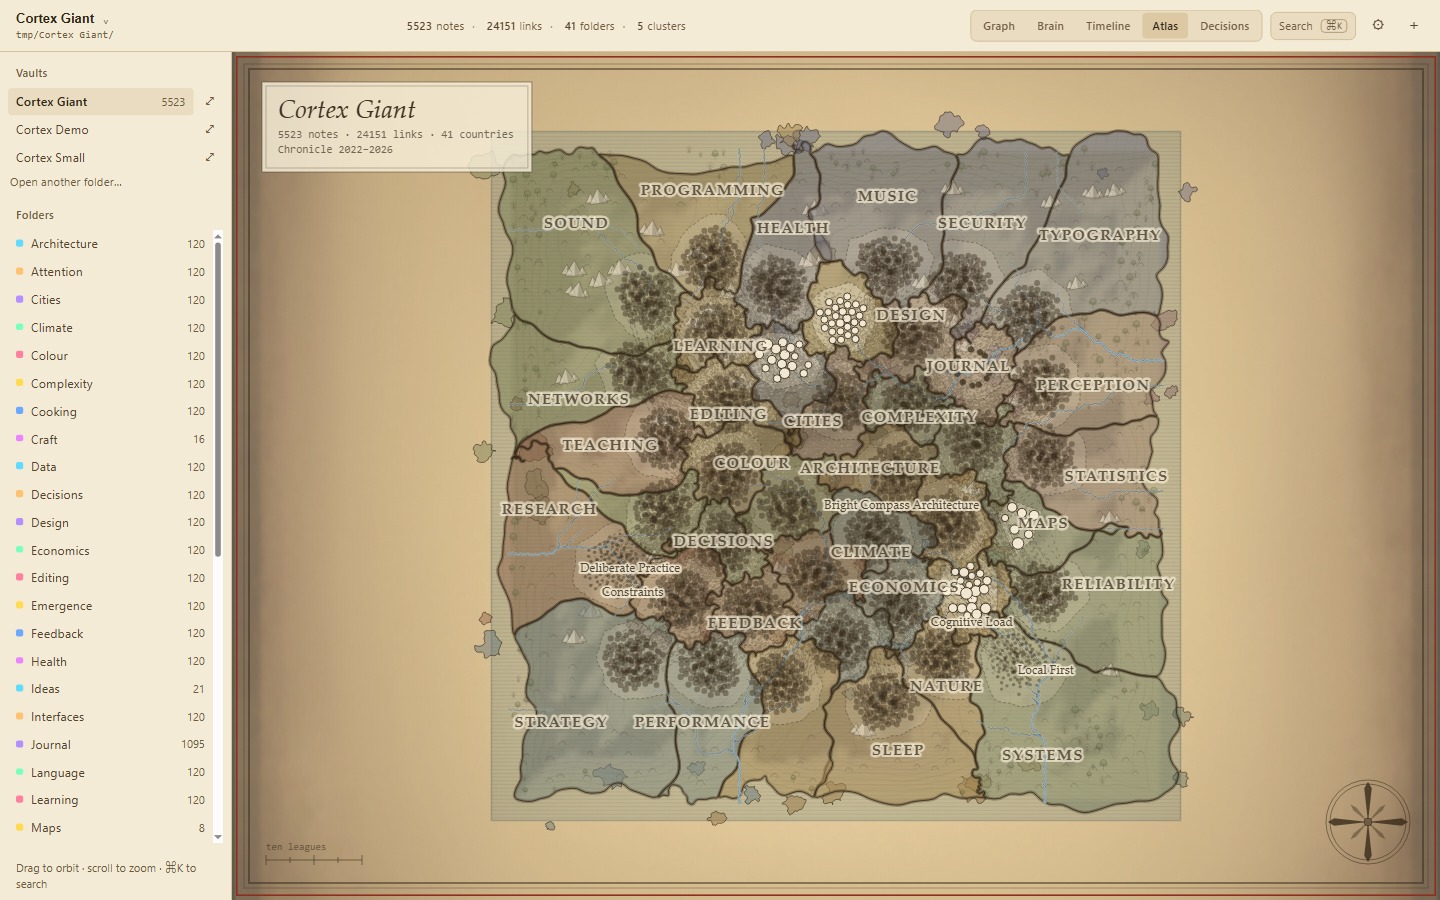 Cortex Giant
tmp/Cortex Giant/
5523 notes · 24151 links · 41 folders · 5 clusters
Graph Brain Timeline Atlas Decisions
Search ⌘K
Vaults
Cortex Giant 5523
Cortex Demo
Cortex Small
Open another folder...
Folders
Architecture 120
Attention 120
Cities 120
Climate 120
Colour 120
Complexity 120
Cooking 120
Craft 16
Data 120
Decisions 120
Design 120
Economics 120
Editing 120
Emergence 120
Feedback 120
Health 120
Ideas 21
Interfaces 120
Journal 1095
Language 120
Learning 120
Maps 8
Drag to orbit · scroll to zoom · ⌘K to
search
Cortex Giant
5523 notes · 24151 links · 41 countries
Chronicle 2022–2026
PROGRAMMING
MUSIC
SOUND
HEALTH
SECURITY
TYPOGRAPHY
DESIGN
LEARNING
JOURNAL
PERCEPTION
NETWORKS
EDITING
CITIES
COMPLEXITY
TEACHING
COLOUR
ARCHITECTURE
STATISTICS
RESEARCH
Bright Compass Architecture
MAPS
DECISIONS
CLIMATE
Deliberate Practice
ECONOMICS
RELIABILITY
Constraints
FEEDBACK
Cognitive Load
Local First
NATURE
STRATEGY
PERFORMANCE
SLEEP
SYSTEMS
ten leagues